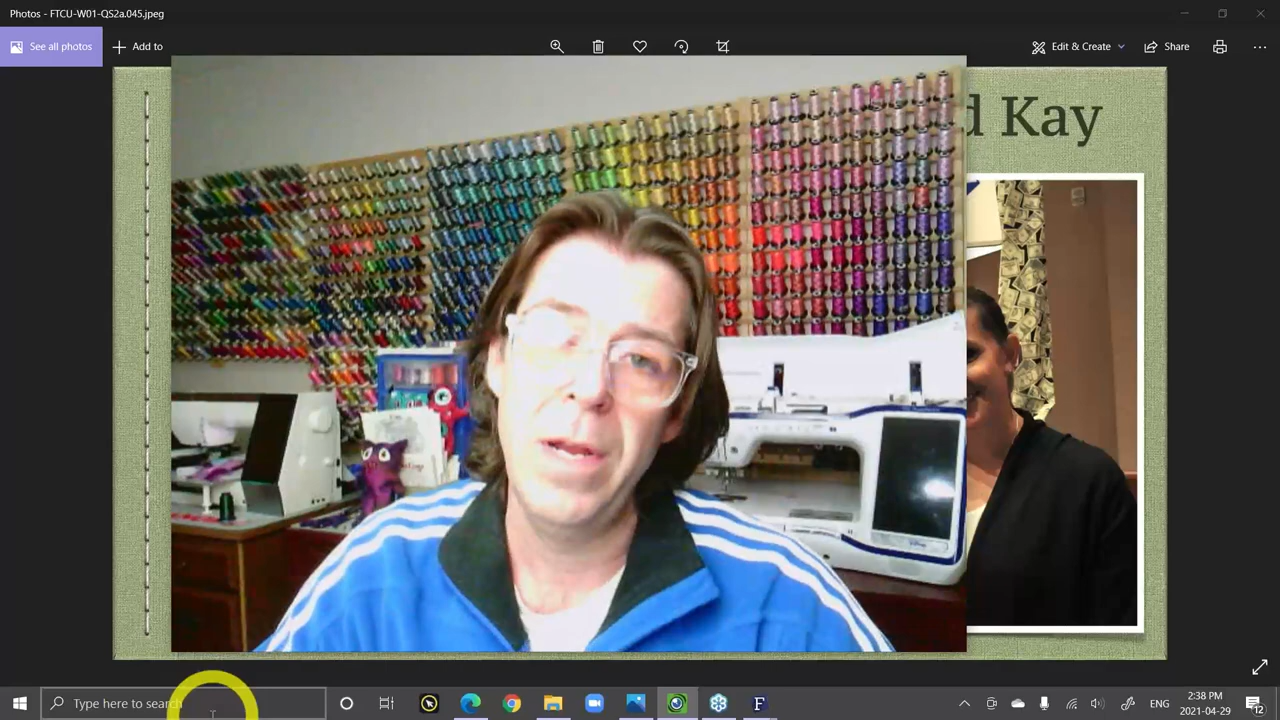 Photos - FTCU-W01-QS2a.045.jpeg
See all photos
Add to
Edit & Create
Share
d Kay
Type here to search
ENG
2:38 PM
2021-04-29
12